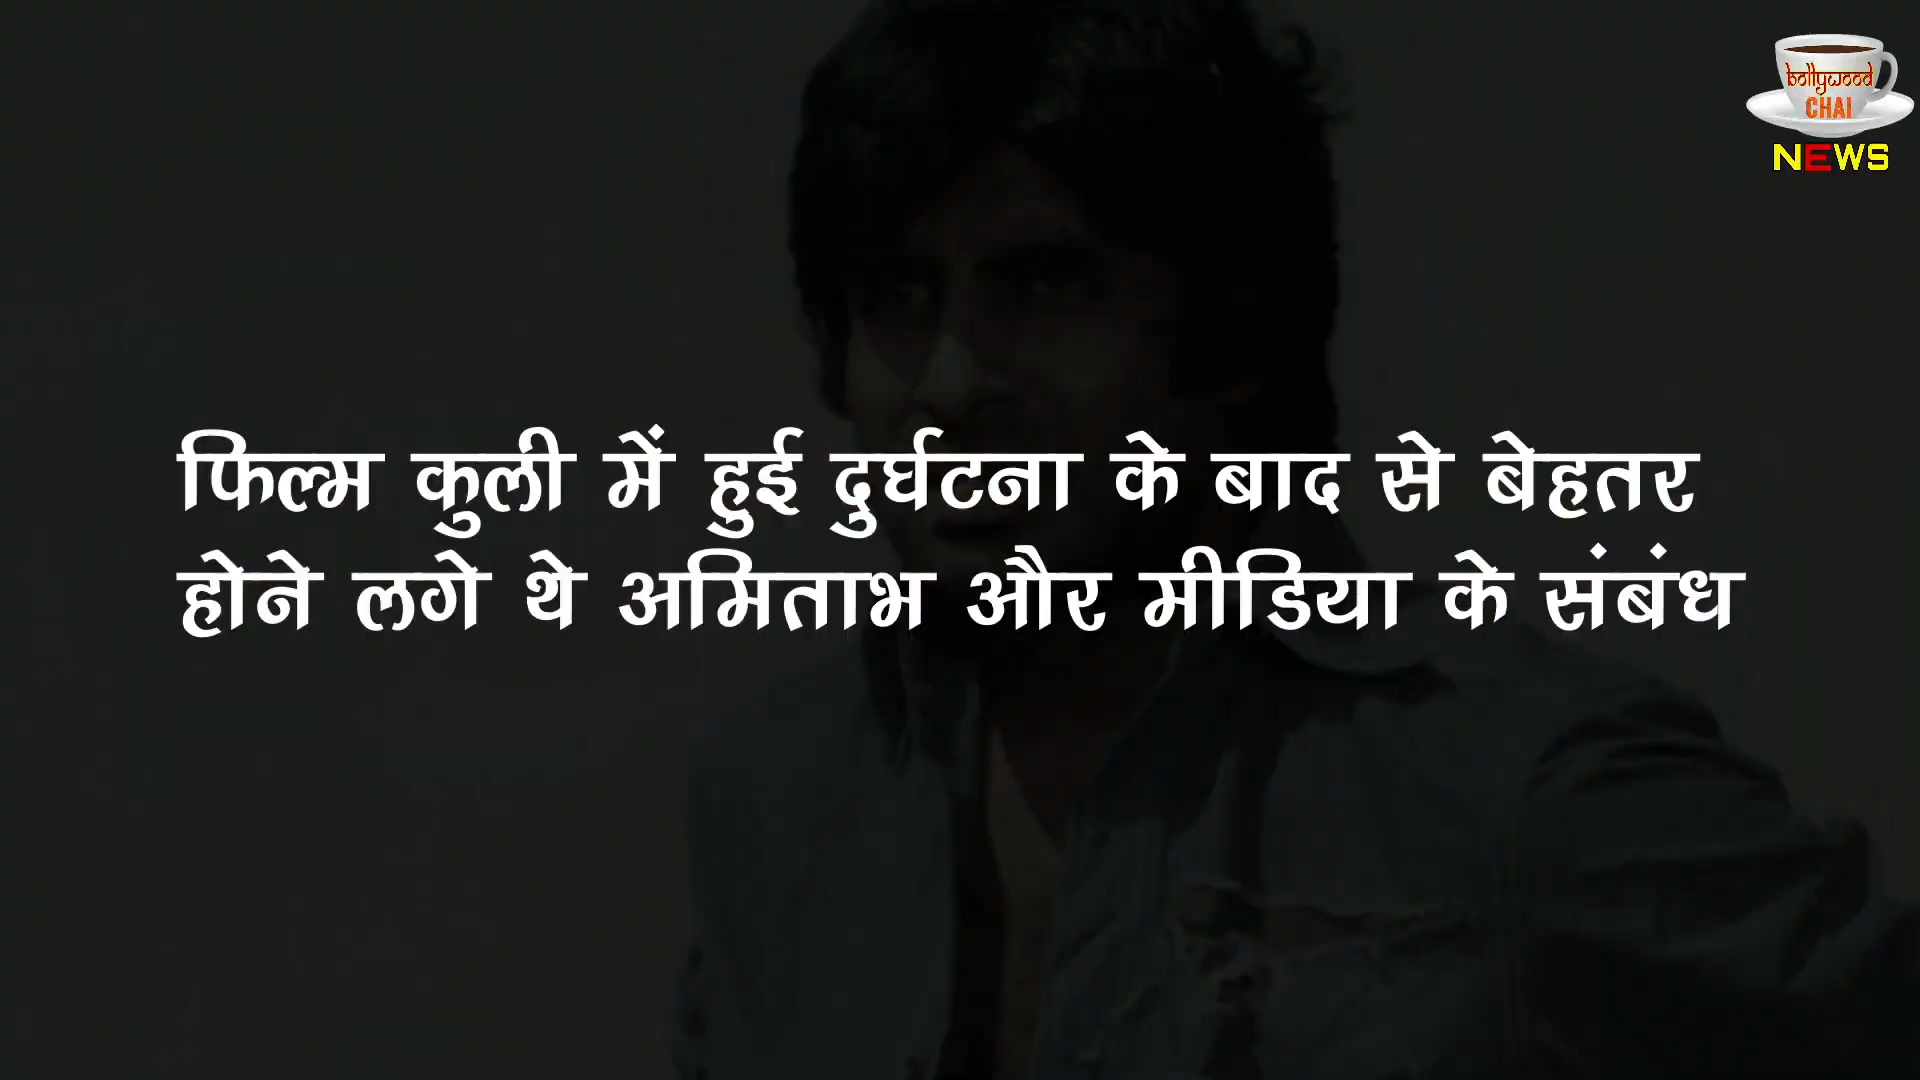 bollywood
CHAI
NEWS
फिल्म कुली में हुई दुर्घटना के बाद से बेहतर
होने लगे थे अमिताभ और मीडिया के संबंध